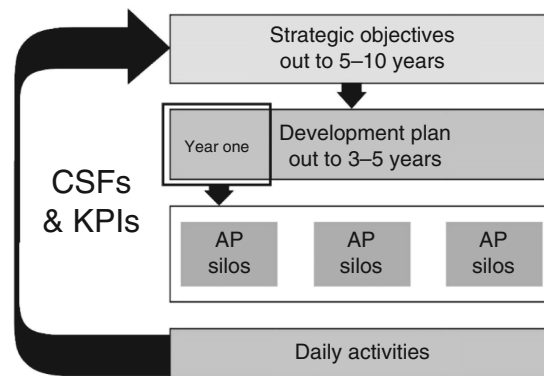 Strategic objectives
out to 5–10 years
Development plan
out to 3–5 years
Year one
CSFs
& KPIs
AP
silos
AP
silos
AP
silos
Daily activities